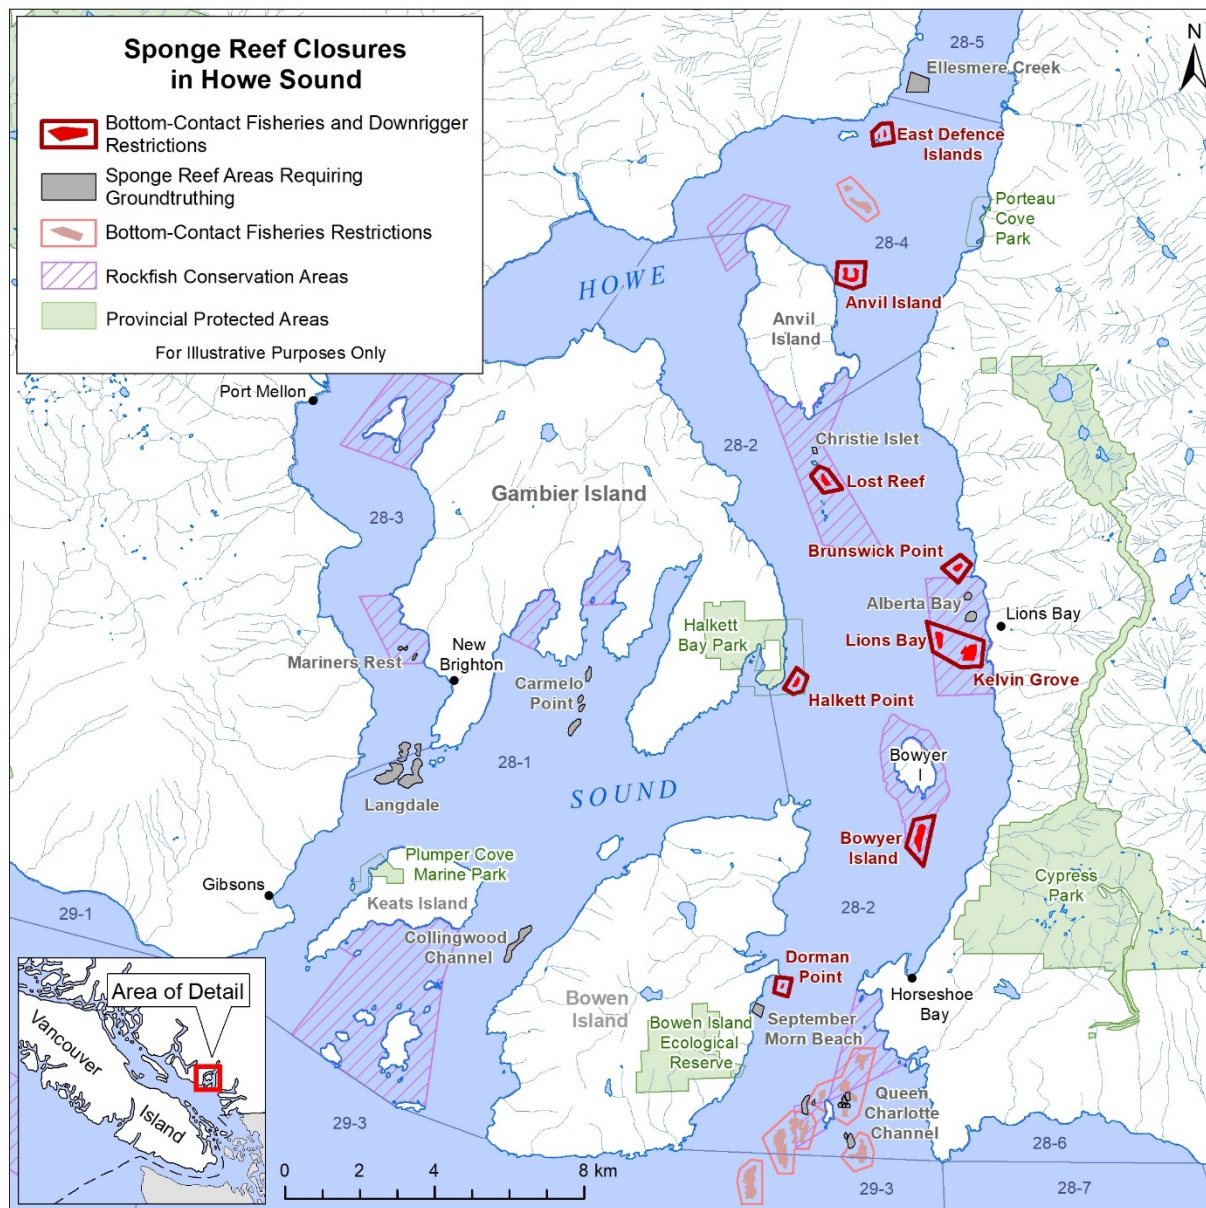 Sponge Reef Closures
in Howe Sound
Bottom-Contact Fisheries and Downrigger
Restrictions
Sponge Reef Areas Requiring
Groundtruthing
Bottom-Contact Fisheries Restrictions
Rockfish Conservation Areas
Provincial Protected Areas
For Illustrative Purposes Only
N
28-5
Ellesmere Creek
East Defence
Islands
Porteau
Cove
Park
28-4
HOWE
Anvil Island
Anvil
Island
Port Mellon
28-2
Christie Islet
Lost Reef
Gambier Island
28-3
Brunswick Point
Alberta Bay
Lions Bay
Lions Bay
Kelvin Grove
Halkett
Bay Park
Halkett Point
Mariners Rest
New
Brighton
Carmelo
Point
28-1
Langdale
SOUND
Bowyer
I
Bowyer
Island
Plumper Cove
Marine Park
Keats Island
Gibsons
29-1
Collingwood
Channel
28-2
Cypress
Park
Dorman
Point
Horseshoe
Bay
Bowen
Island
Bowen Island
Ecological
Reserve
September
Morn Beach
Queen
Charlotte
Channel
29-3
28-6
29-3
28-7
Area of Detail
Vancouver
Island
0 2 4 8 km